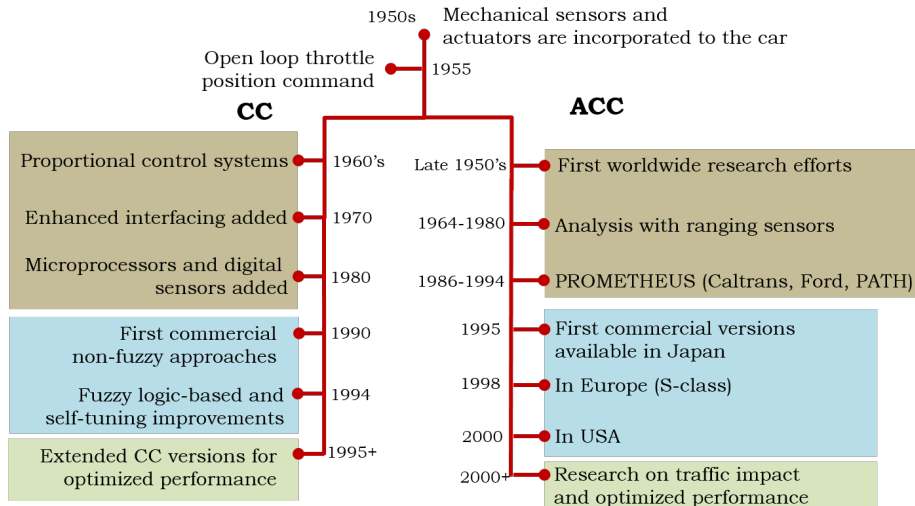 1950s
Mechanical sensors and
actuators are incorporated to the car
Open loop throttle
position command
1955
CC
ACC
Proportional control systems
1960's
Enhanced interfacing added
1970
Microprocessors and digital
sensors added
1980
First commercial
non-fuzzy approaches
1990
Fuzzy logic-based and
self-tuning improvements
1994
Extended CC versions for
optimized performance
1995+
Late 1950's
First worldwide research efforts
1964-1980
Analysis with ranging sensors
1986-1994
PROMETHEUS (Caltrans, Ford, PATH)
1995
First commercial versions
available in Japan
1998
In Europe (S-class)
2000
In USA
2000+
Research on traffic impact
and optimized performance